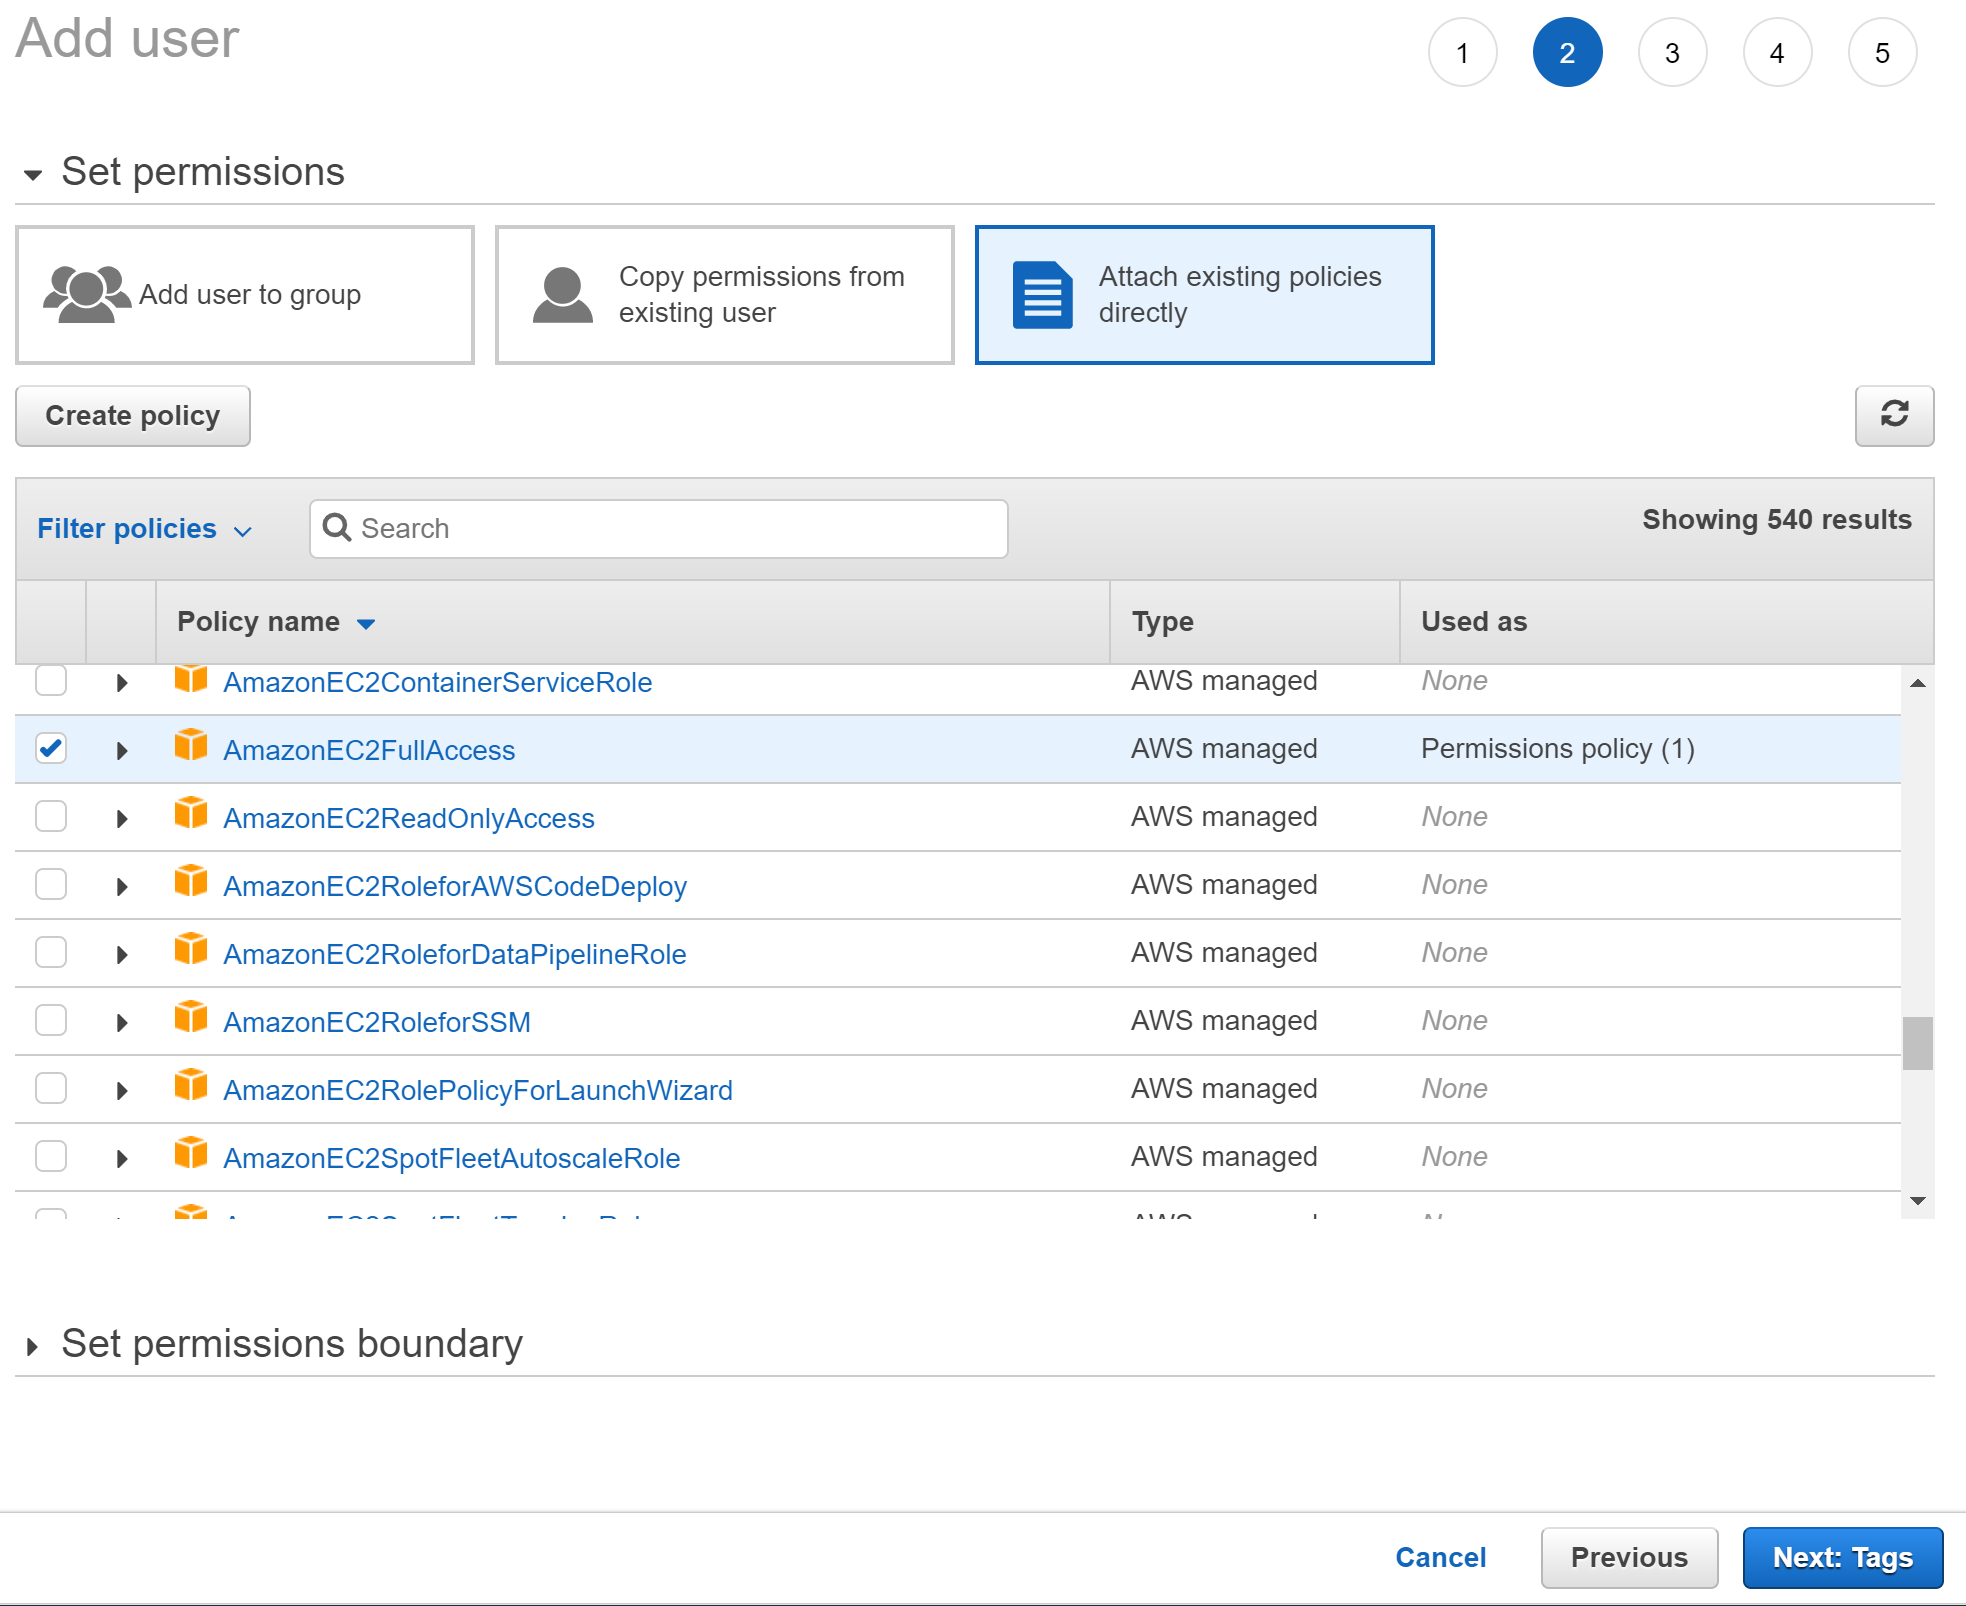 Add user
1 2 3 4 5
Set permissions
Add user to group
Copy permissions from
existing user
Attach existing policies
directly
Create policy
Filter policies
Search
Showing 540 results
Policy name Type Used as
AmazonEC2ContainerServiceRole AWS managed None
AmazonEC2FullAccess AWS managed Permissions policy (1)
AmazonEC2ReadOnlyAccess AWS managed None
AmazonEC2RoleforAWSCodeDeploy AWS managed None
AmazonEC2RoleforDataPipelineRole AWS managed None
AmazonEC2RoleforSSM AWS managed None
AmazonEC2RolePolicyForLaunchWizard AWS managed None
AmazonEC2SpotFleetAutoscaleRole AWS managed None
Set permissions boundary
Cancel Previous Next: Tags